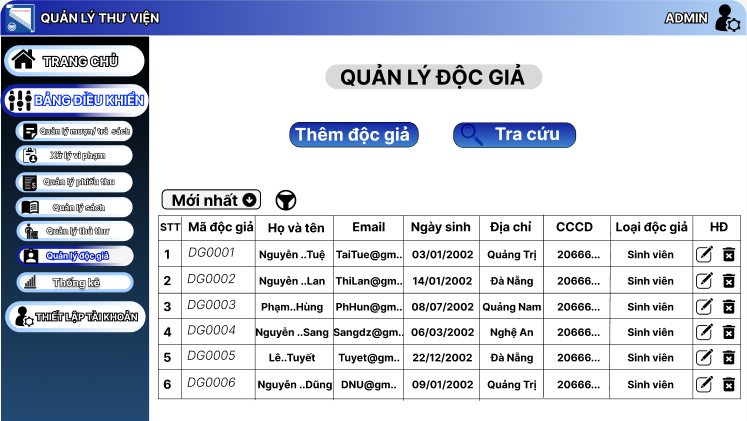 QUẢN LÝ THƯ VIỆN
ADMIN
TRANG CHỦ
BẢNG ĐIỀU KHIỂN
Quản lý mượn/ trả sách
Xử lý vi phạm
Quản lý phiếu thu
Quản lý sách
Quản lý thủ thư
Quản lý độc giả
Thống kê
THIẾT LẬP TÀI KHOẢN
QUẢN LÝ ĐỘC GIẢ
Thêm độc giả
Tra cứu
Mới nhất
STT Mã độc giả Họ và tên Email Ngày sinh Địa chỉ CCCD Loại độc giả HĐ
1 DG0001 Nguyễn ..Tuệ TaiTue@gm.. 03/01/2002 Quảng Trị 20666... Sinh viên
2 DG0002 Nguyễn ..Lan ThiLan@gm.. 14/01/2002 Đà Nẵng 20666... Sinh viên
3 DG0003 Phạm..Hùng PhHun@gm.. 08/07/2002 Quảng Nam 20666... Sinh viên
4 DG0004 Nguyễn ..Sang Sangdz@gm.. 06/03/2002 Nghệ An 20666... Sinh viên
5 DG0005 Lê..Tuyết Tuyet@gm.. 22/12/2002 Đà Nẵng 20666... Sinh viên
6 DG0006 Nguyễn ..Dũng DNU@gm.. 09/01/2002 Quảng Trị 20666... Sinh viên